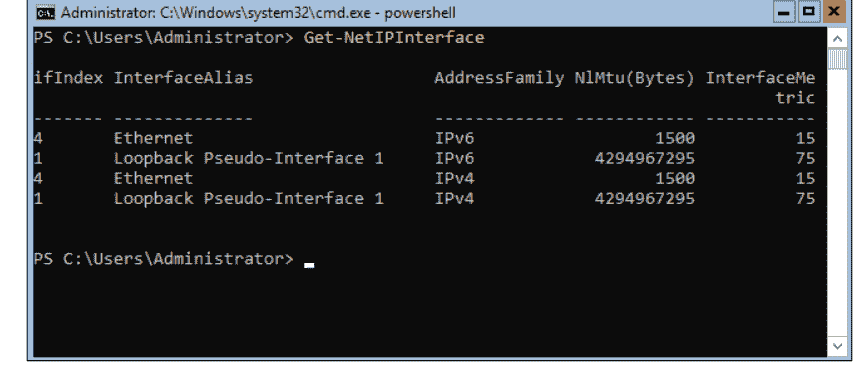 Administrator: C:\Windows\system32\cmd.exe - powershell
PS C:\Users\Administrator> Get-NetIPInterface
ifIndex InterfaceAlias                  AddressFamily NlMtu(Bytes) InterfaceMe
                                                                         tric
------- --------------                  ------------- ------------ -----------
4       Ethernet                        IPv6                  1500          15
1       Loopback Pseudo-Interface 1     IPv6            4294967295          75
4       Ethernet                        IPv4                  1500          15
1       Loopback Pseudo-Interface 1     IPv4            4294967295          75
PS C:\Users\Administrator>